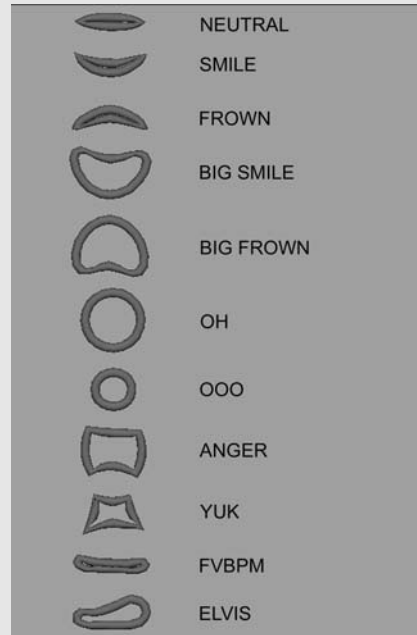 NEUTRAL
SMILE
FROWN
BIG SMILE
BIG FROWN
OH
OOO
ANGER
YUK
FVBPM
ELVIS